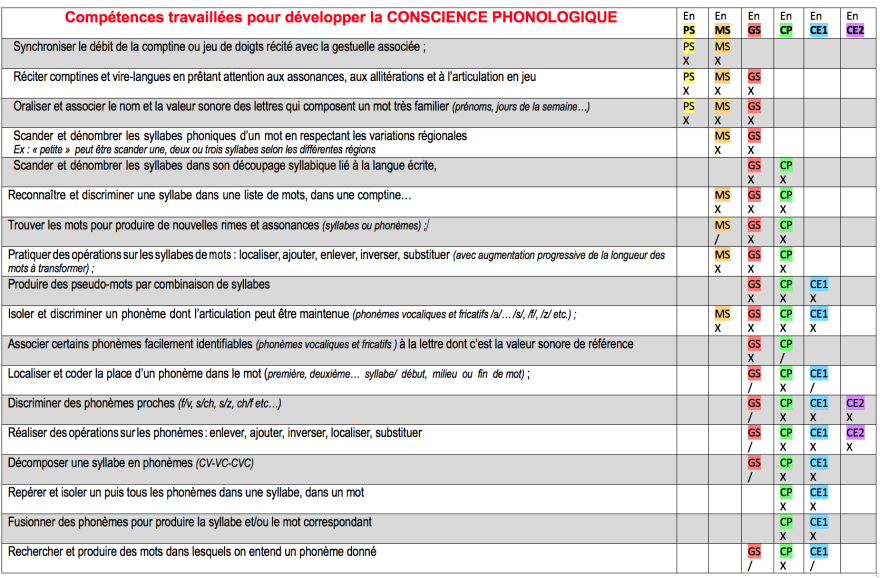 Compétences travaillées pour développer la CONSCIENCE PHONOLOGIQUE En PS En MS En GS En CP En CE1 En CE2
Synchroniser le débit de la comptine ou jeu de doigts récité avec la gestuelle associée ; PS X MS X
Réciter comptines et vire-langues en prêtant attention aux assonances, aux allitérations et à l'articulation en jeu PS X MS X GS X
Oraliser et associer le nom et la valeur sonore des lettres qui composent un mot très familier (prénoms, jours de la semaine…) PS X MS X GS X
Scander et dénombrer les syllabes phoniques d'un mot en respectant les variations régionales MS X GS X
Ex : « petite » peut être scander une, deux ou trois syllabes selon les différentes régions
Scander et dénombrer les syllabes dans son découpage syllabique lié à la langue écrite, GS X CP X
Reconnaître et discriminer une syllabe dans une liste de mots, dans une comptine… MS X GS X CP X
Trouver les mots pour produire de nouvelles rimes et assonances (syllabes ou phonèmes) ; MS / GS X CP X
Pratiquer des opérations sur les syllabes de mots : localiser, ajouter, enlever, inverser, substituer (avec augmentation progressive de la longueur des MS X GS X CP X
mots à transformer) ;
Produire des pseudo-mots par combinaison de syllabes GS X CP X CE1 X
Isoler et discriminer un phonème dont l'articulation peut être maintenue (phonèmes vocaliques et fricatifs /a/… /s/, /f/, /z/ etc.) ; MS X GS X CP X CE1 X
Associer certains phonèmes facilement identifiables (phonèmes vocaliques et fricatifs ) à la lettre dont c'est la valeur sonore de référence GS X CP /
Localiser et coder la place d'un phonème dans le mot (première, deuxième… syllabe/ début, milieu ou fin de mot) ; GS / CP X CE1 /
Discriminer des phonèmes proches (f/v, s/ch, s/z, ch/f etc…) GS / CP X CE1 X CE2 X
Réaliser des opérations sur les phonèmes : enlever, ajouter, inverser, localiser, substituer GS / CP X CE1 X CE2 X
Décomposer une syllabe en phonèmes (CV-VC-CVC) GS / CP X CE1 X
Repérer et isoler un puis tous les phonèmes dans une syllabe, dans un mot CP X CE1 X
Fusionner des phonèmes pour produire la syllabe et/ou le mot correspondant CP X CE1 X
Rechercher et produire des mots dans lesquels on entend un phonème donné GS / CP X CE1 /